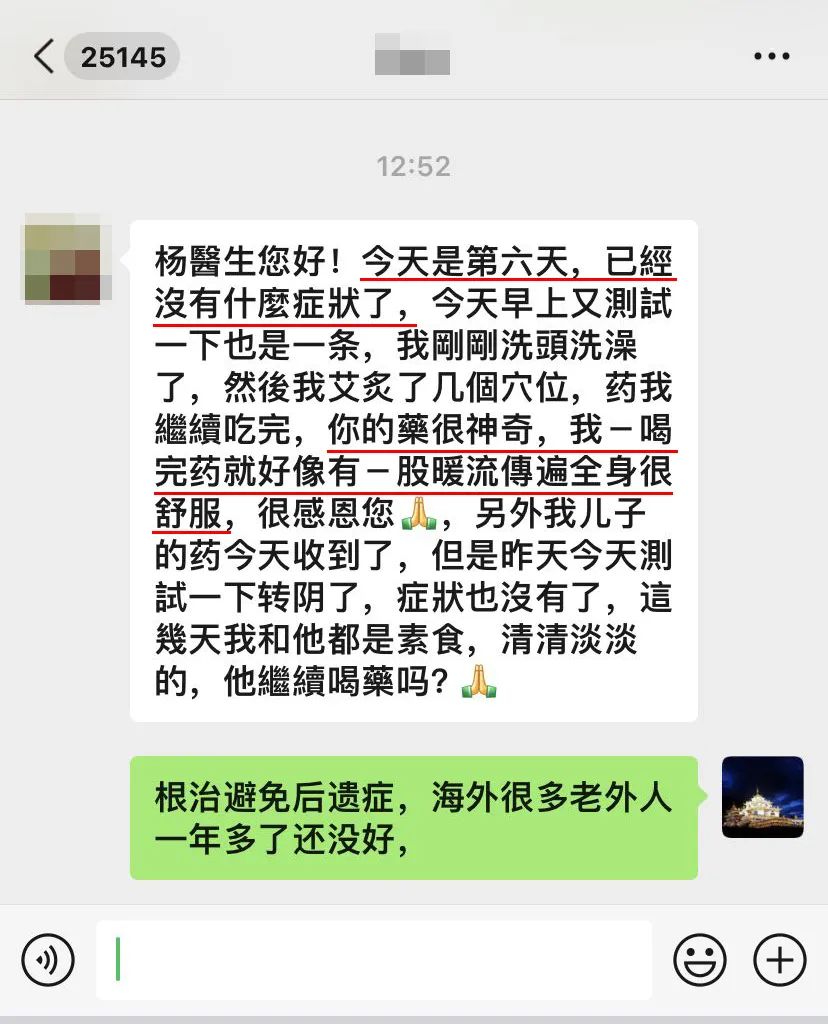 25145
12:52
杨醫生您好！今天是第六天，已經
沒有什麼症狀了，今天早上又測試
一下也是一条，我剛剛洗頭洗澡
了，然後我艾炙了几個穴位，药我
繼續吃完，你的藥很神奇，我一喝
完药就好像有一股暖流傳遍全身很
舒服，很感恩您🙏，另外我儿子
的药今天收到了，但是昨天今天測
試一下转阴了，症狀也沒有了，這
幾天我和他都是素食，清清淡淡
的，他繼續喝藥吗？🙏
根治避免后遗症，海外很多老外人
一年多了还没好，